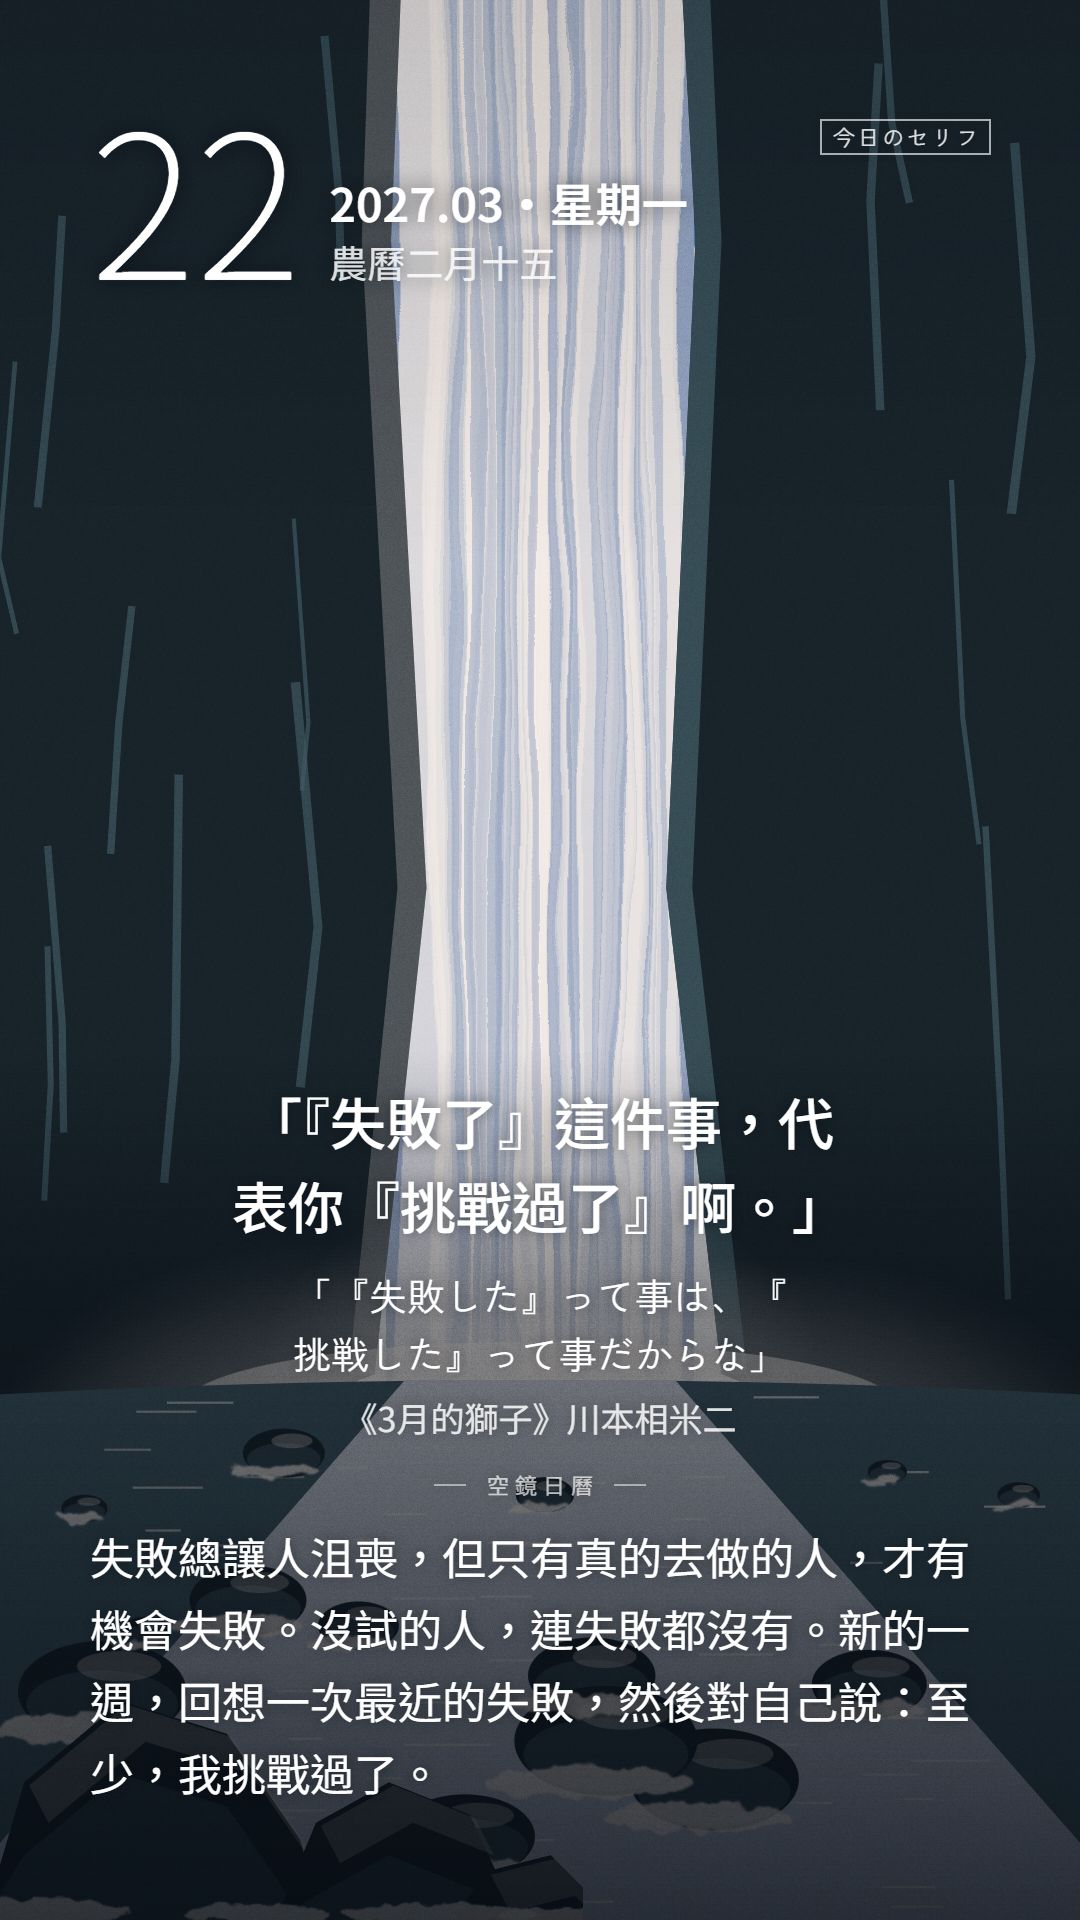 22
2027.03・星期一
農曆二月十五
今日のセリフ
「『失敗了』這件事，代
表你『挑戰過了』啊。」
「『失敗した』って事は、『
挑戦した』って事だからな」
《3月的獅子》川本相米二
— 空鏡日曆 —
失敗總讓人沮喪，但只有真的去做的人，才有
機會失敗。沒試的人，連失敗都沒有。新的一
週，回想一次最近的失敗，然後對自己說：至
少，我挑戰過了。